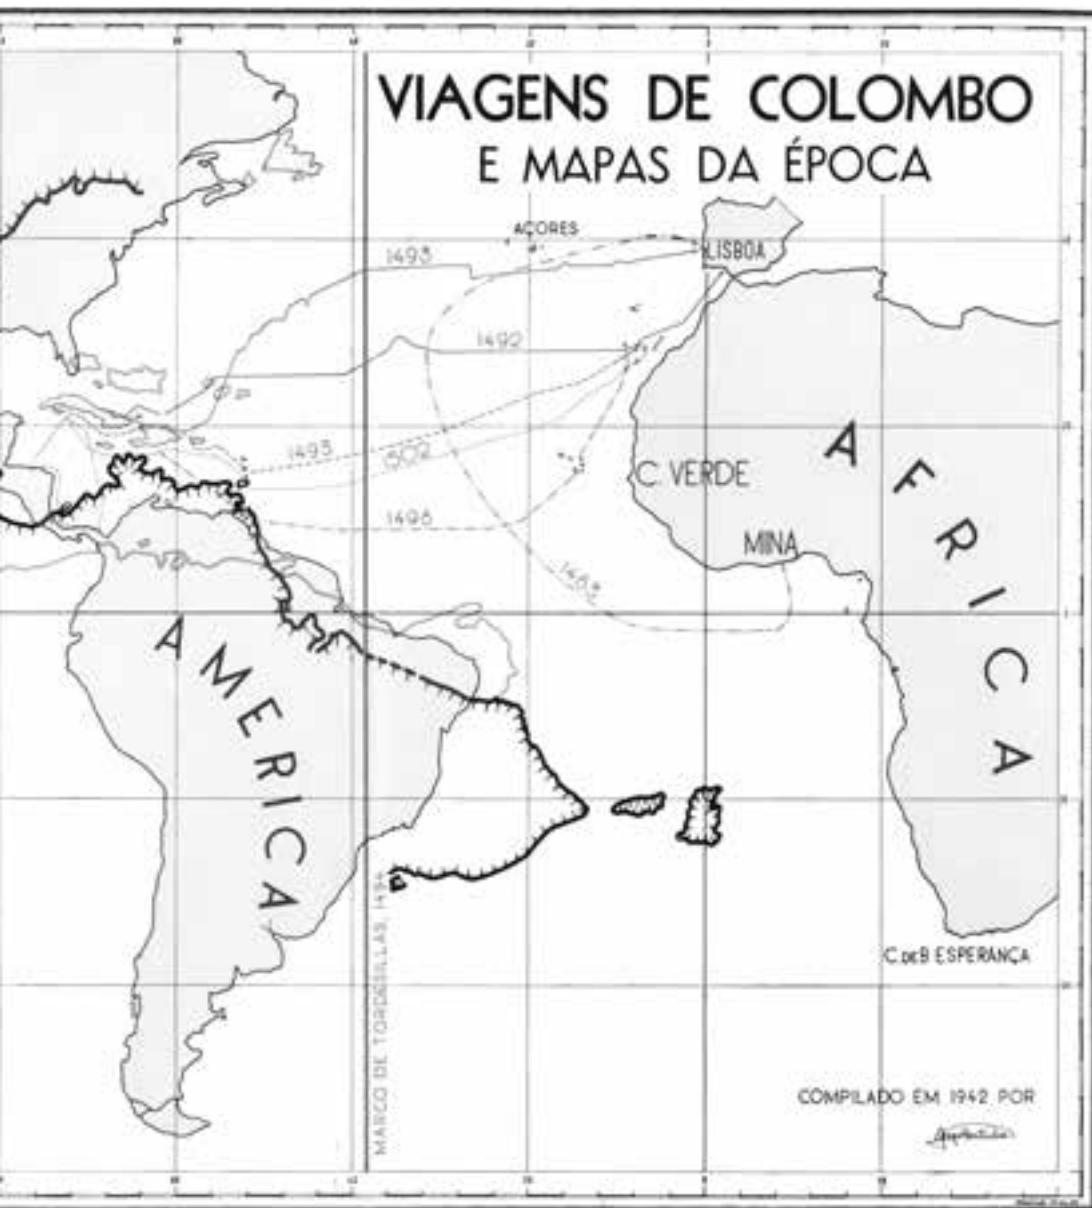 VIAGENS DE COLOMBO
E MAPAS DA ÉPOCA
AÇORES
LISBOA
1493
1492
1493
1498
C. VERDE
MINA
AFRICA
AMERICA
MARCO DE TORDESILLAS, 1494
C. DE B ESPERANÇA
COMPILADO EM 1942 POR